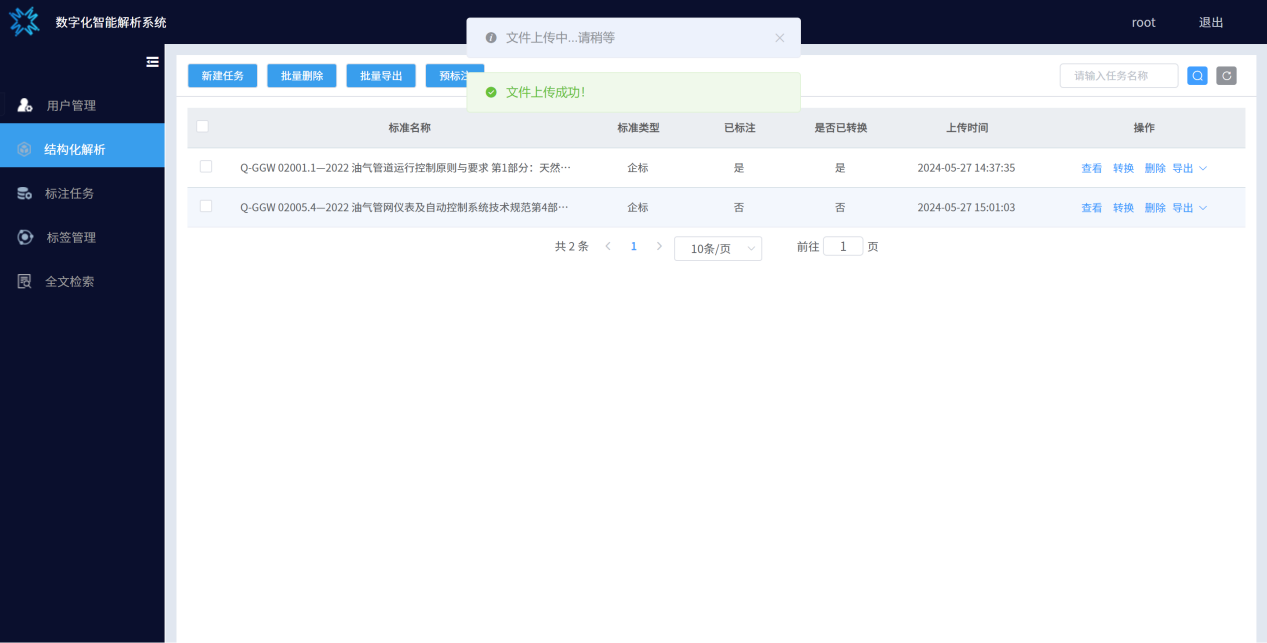 数字化智能解析系统
root
退出
文件上传中...请稍等
新建任务
批量删除
批量导出
预标注
请输入任务名称
文件上传成功!
用户管理
结构化解析
标注任务
标签管理
全文检索
标准名称 标准类型 已标注 是否已转换 上传时间 操作
Q-GGW 02001.1—2022 油气管道运行控制原则与要求 第1部分：天然… 企标 是 是 2024-05-27 14:37:35 查看 转换 删除 导出
Q-GGW 02005.4—2022 油气管网仪表及自动控制系统技术规范第4部… 企标 否 否 2024-05-27 15:01:03 查看 转换 删除 导出
共 2 条 1 10条/页 前往 1 页